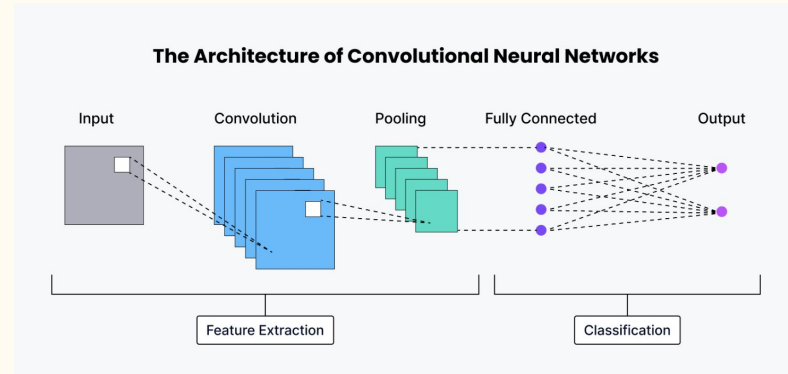 The Architecture of Convolutional Neural Networks
Input
Convolution
Pooling
Fully Connected
Output
Feature Extraction
Classification